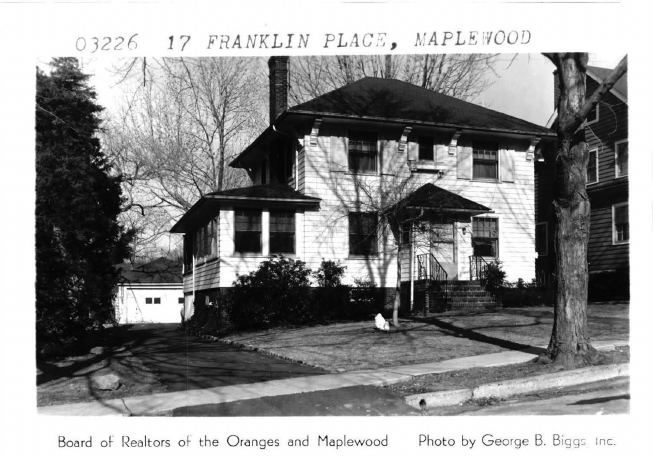 03226 17 FRANKLIN PLACE, MAPLEWOOD
Board of Realtors of the Oranges and Maplewood Photo by George B. Biggs Inc.